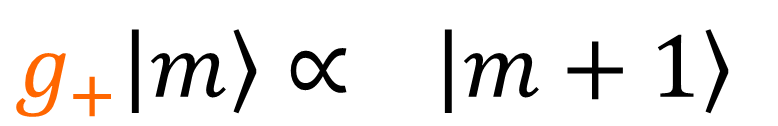 g₊|m⟩ ∝ |m + 1⟩